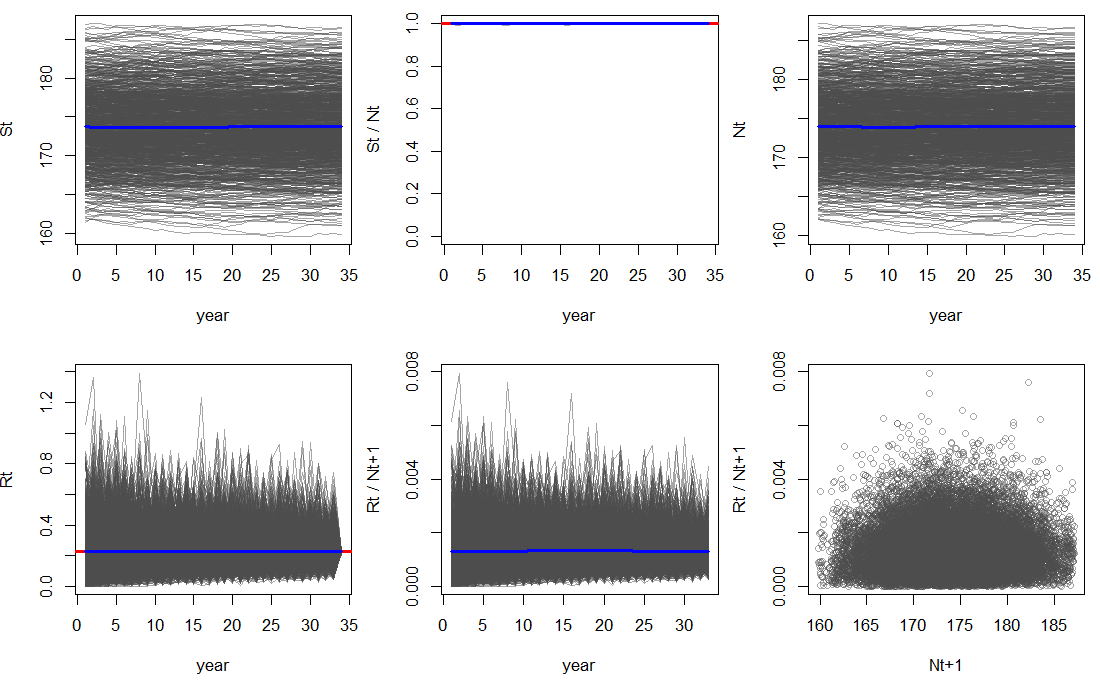 St
160 170 180
0 5 10 15 20 25 30 35
year
St / Nt
0.0 0.2 0.4 0.6 0.8 1.0
0 5 10 15 20 25 30 35
year
Nt
160 170 180
0 5 10 15 20 25 30 35
year
Rt
0.0 0.4 0.8 1.2
0 5 10 15 20 25 30 35
year
Rt / Nt+1
0.000 0.004 0.008
0 5 10 15 20 25 30
year
Rt / Nt+1
0.000 0.004 0.008
160 165 170 175 180 185
Nt+1